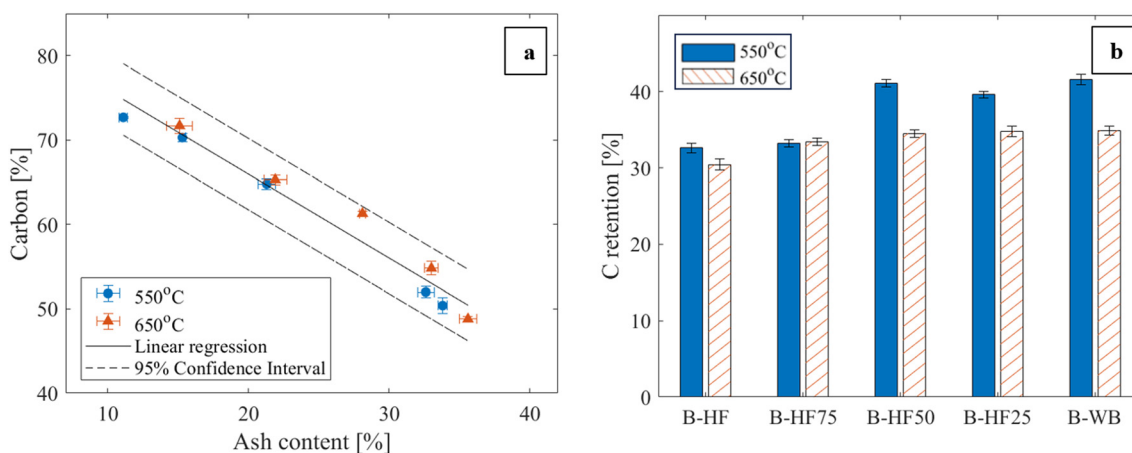 a
Carbon [%]
80
70
60
50
40
550°C
650°C
Linear regression
95% Confidence Interval
10
20
30
40
Ash content [%]
b
C retention [%]
40
30
20
10
0
550°C
650°C
B-HF
B-HF75
B-HF50
B-HF25
B-WB